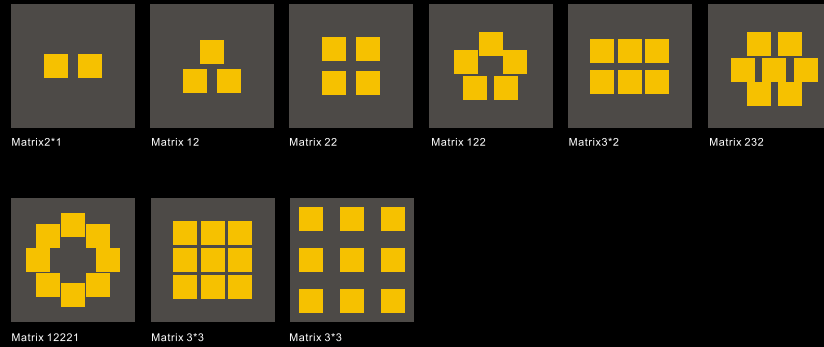 Matrix2*1
Matrix 12
Matrix 22
Matrix 122
Matrix3*2
Matrix 232
Matrix 12221
Matrix 3*3
Matrix 3*3